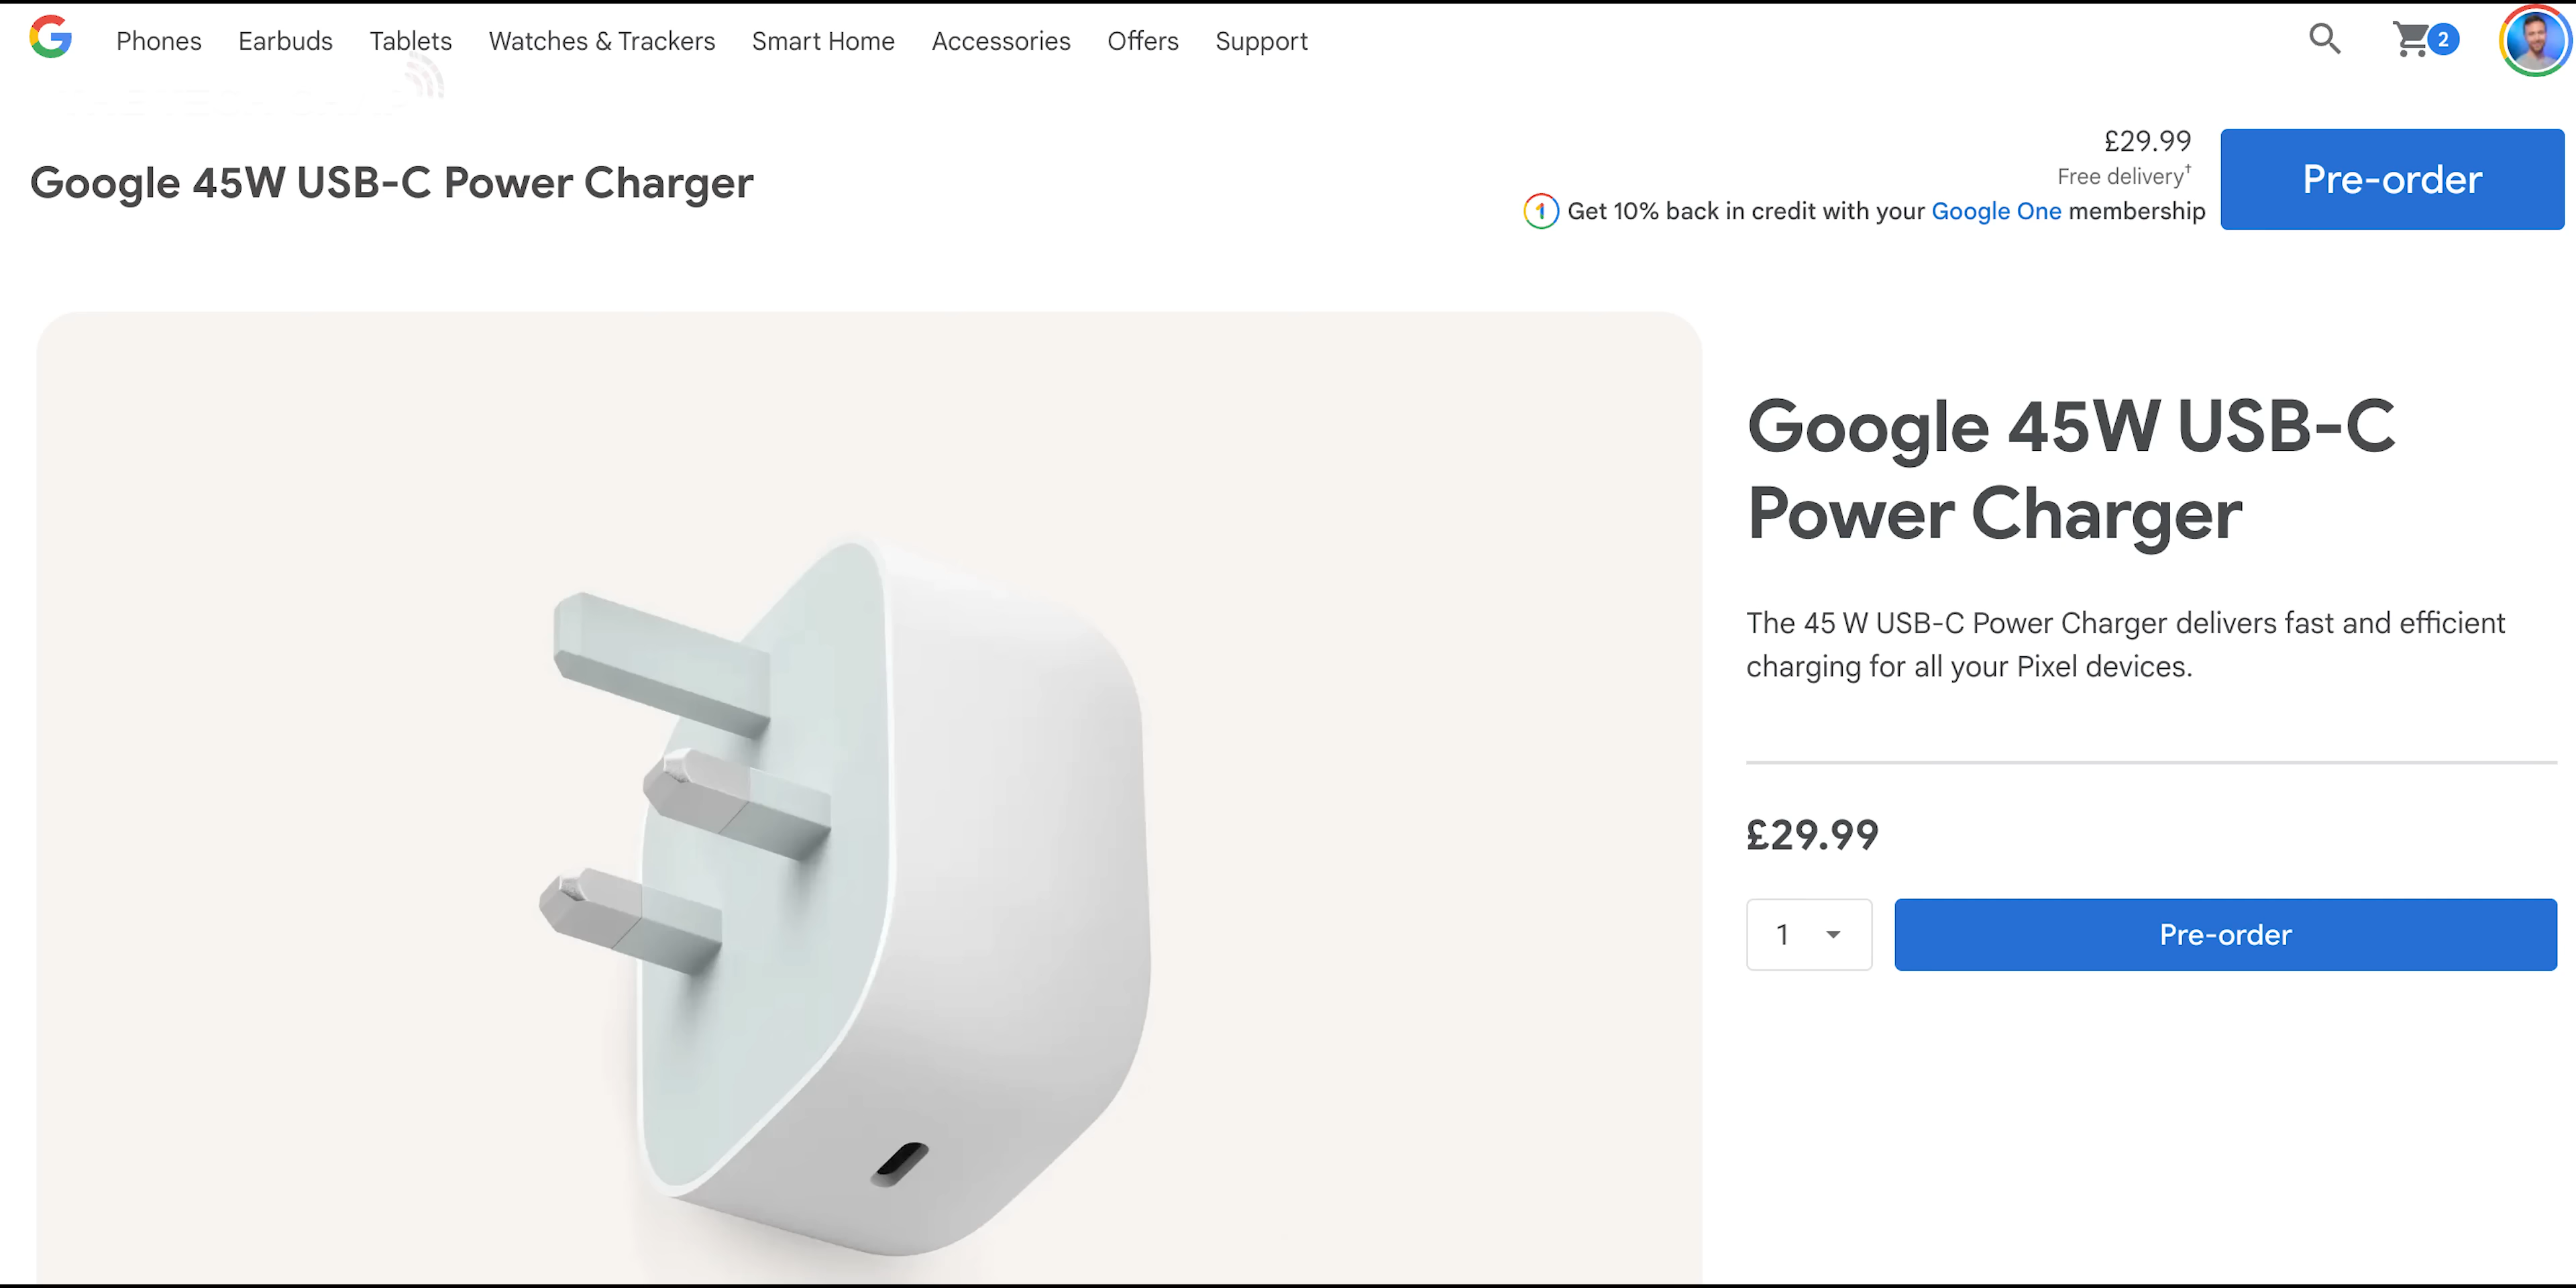 Phones Earbuds Tablets Watches & Trackers Smart Home Accessories Offers Support
2
Google 45W USB-C Power Charger
£29.99
Free delivery†
Pre-order
1 Get 10% back in credit with your Google One membership
Google 45W USB-C
Power Charger
The 45 W USB-C Power Charger delivers fast and efficient
charging for all your Pixel devices.
£29.99
1
Pre-order